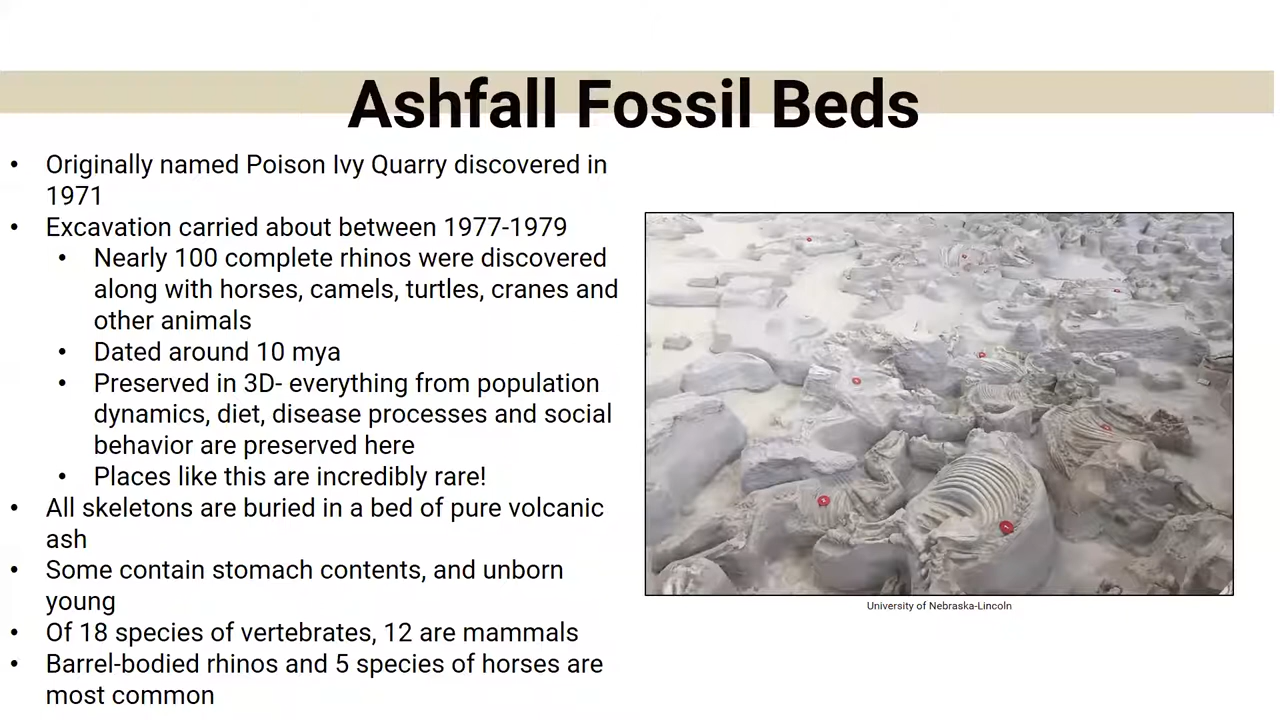 Ashfall Fossil Beds
• Originally named Poison Ivy Quarry discovered in
1971
• Excavation carried about between 1977-1979
• Nearly 100 complete rhinos were discovered
along with horses, camels, turtles, cranes and
other animals
• Dated around 10 mya
• Preserved in 3D- everything from population
dynamics, diet, disease processes and social
behavior are preserved here
• Places like this are incredibly rare!
• All skeletons are buried in a bed of pure volcanic
ash
• Some contain stomach contents, and unborn
young
• Of 18 species of vertebrates, 12 are mammals
• Barrel-bodied rhinos and 5 species of horses are
most common
University of Nebraska-Lincoln